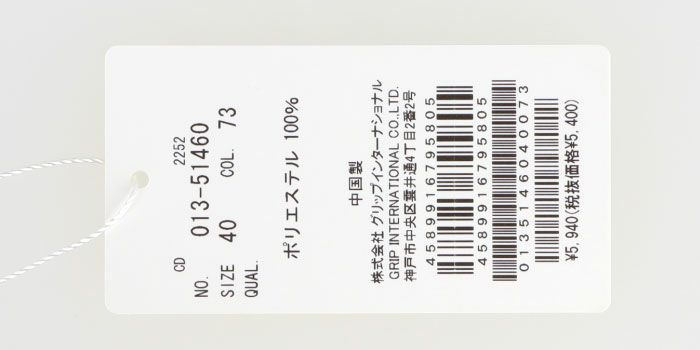 2252
CD
NO. 013-51460
SIZE 40 COL. 73
QUAL.
ポリエステル 100%
中国製
株式会社 グリップインターナショナル
GRIP INTERNATIONAL CO.,LTD.
神戸市中央区雲井通4丁目2番2号
4589916795805
4589916795805
0135146040073
¥5,940(税抜価格¥5,400)